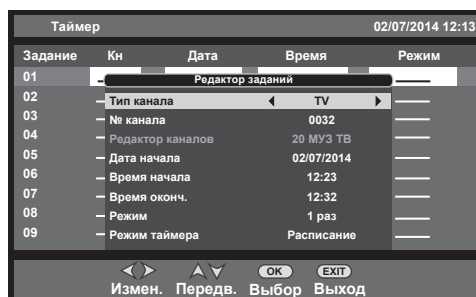 Таймер 02/07/2014 12:13
Задание Кн Дата Время Режим
01
Редактор заданий
02
Тип канала TV
03
№ канала 0032
04
Редактор каналов 20 МУЗ ТВ
05
Дата начала 02/07/2014
06
Время начала 12:23
07
Время оконч. 12:32
08
Режим 1 раз
09
Режим таймера Расписание
OK EXIT
Измен. Передв. Выбор Выход